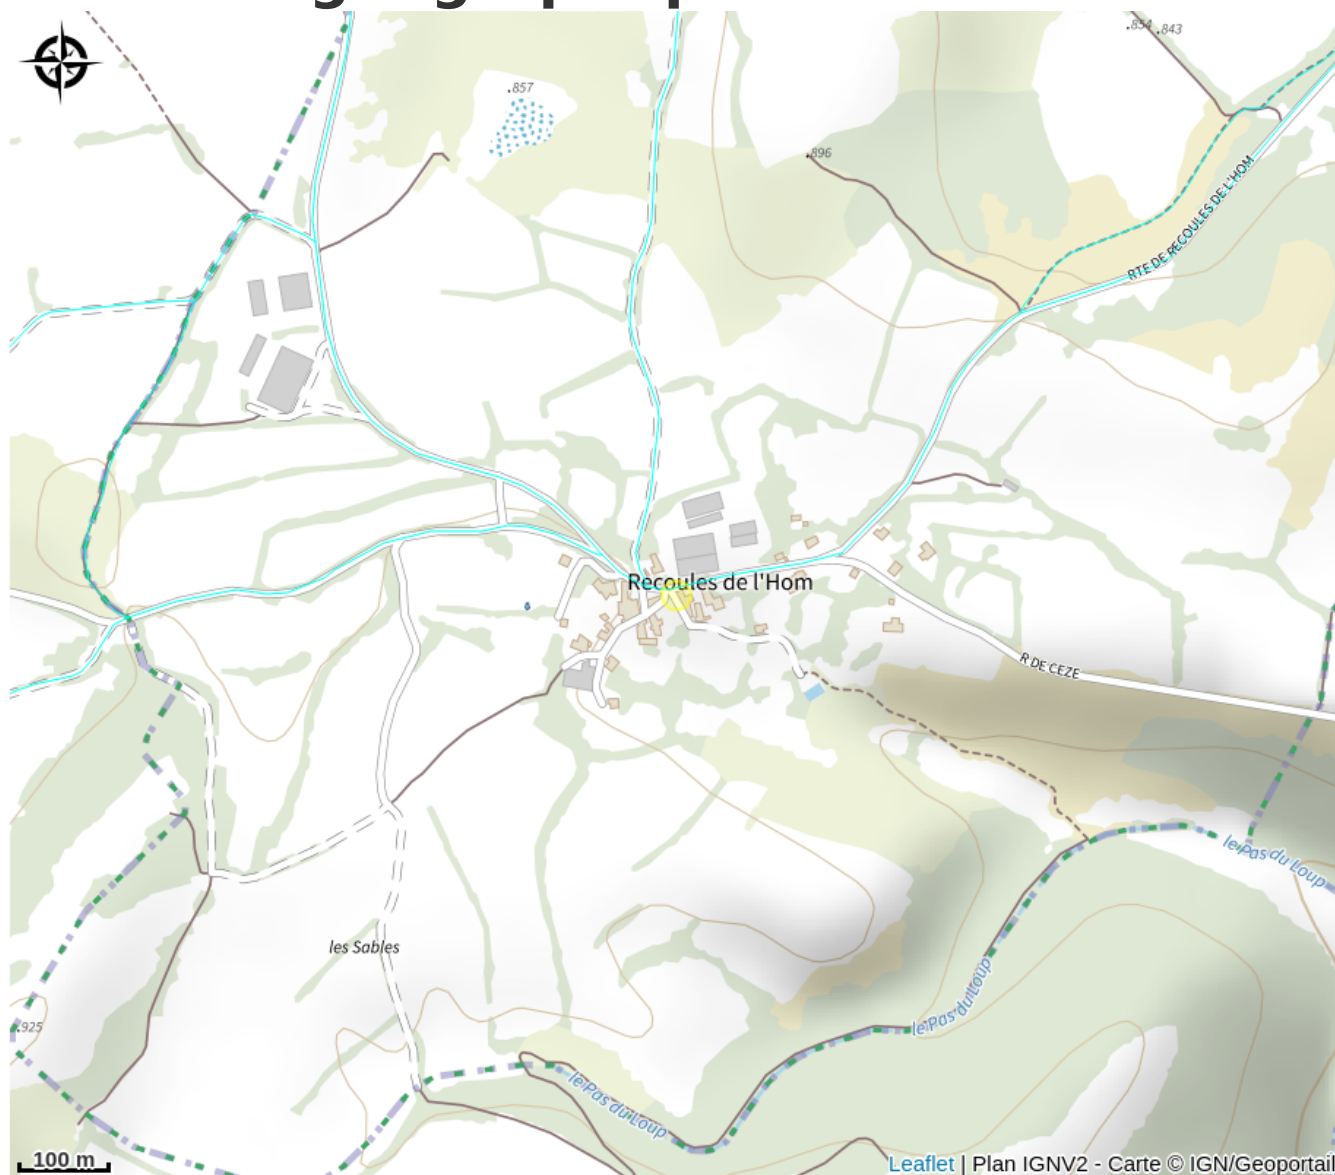 .854
.843
.857
.896
RTE DE RECOULES DE L'HOM
Recoules de l'Hom
R DE CEZE
le Pas du Loup
les Sables
le Pas du Loup
.925
le Pas du Loup
100 m
Leaflet | Plan IGNV2 - Carte © IGN/Geoportail